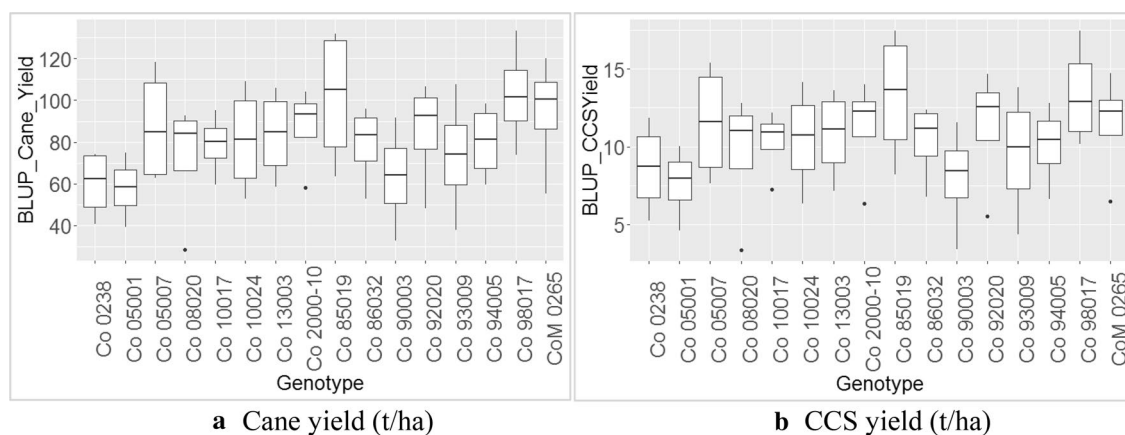 BLUP_Cane_Yield
120
100
80
60
40
Co 0238
Co 05001
Co 05007
Co 08020
Co 10017
Co 10024
Co 13003
Co 2000-10
Co 85019
Co 86032
Co 90003
Co 92020
Co 93009
Co 94005
Co 98017
CoM 0265
Genotype
a Cane yield (t/ha)
BLUP_CCSYield
15
10
5
Co 0238
Co 05001
Co 05007
Co 08020
Co 10017
Co 10024
Co 13003
Co 2000-10
Co 85019
Co 86032
Co 90003
Co 92020
Co 93009
Co 94005
Co 98017
CoM 0265
Genotype
b CCS yield (t/ha)